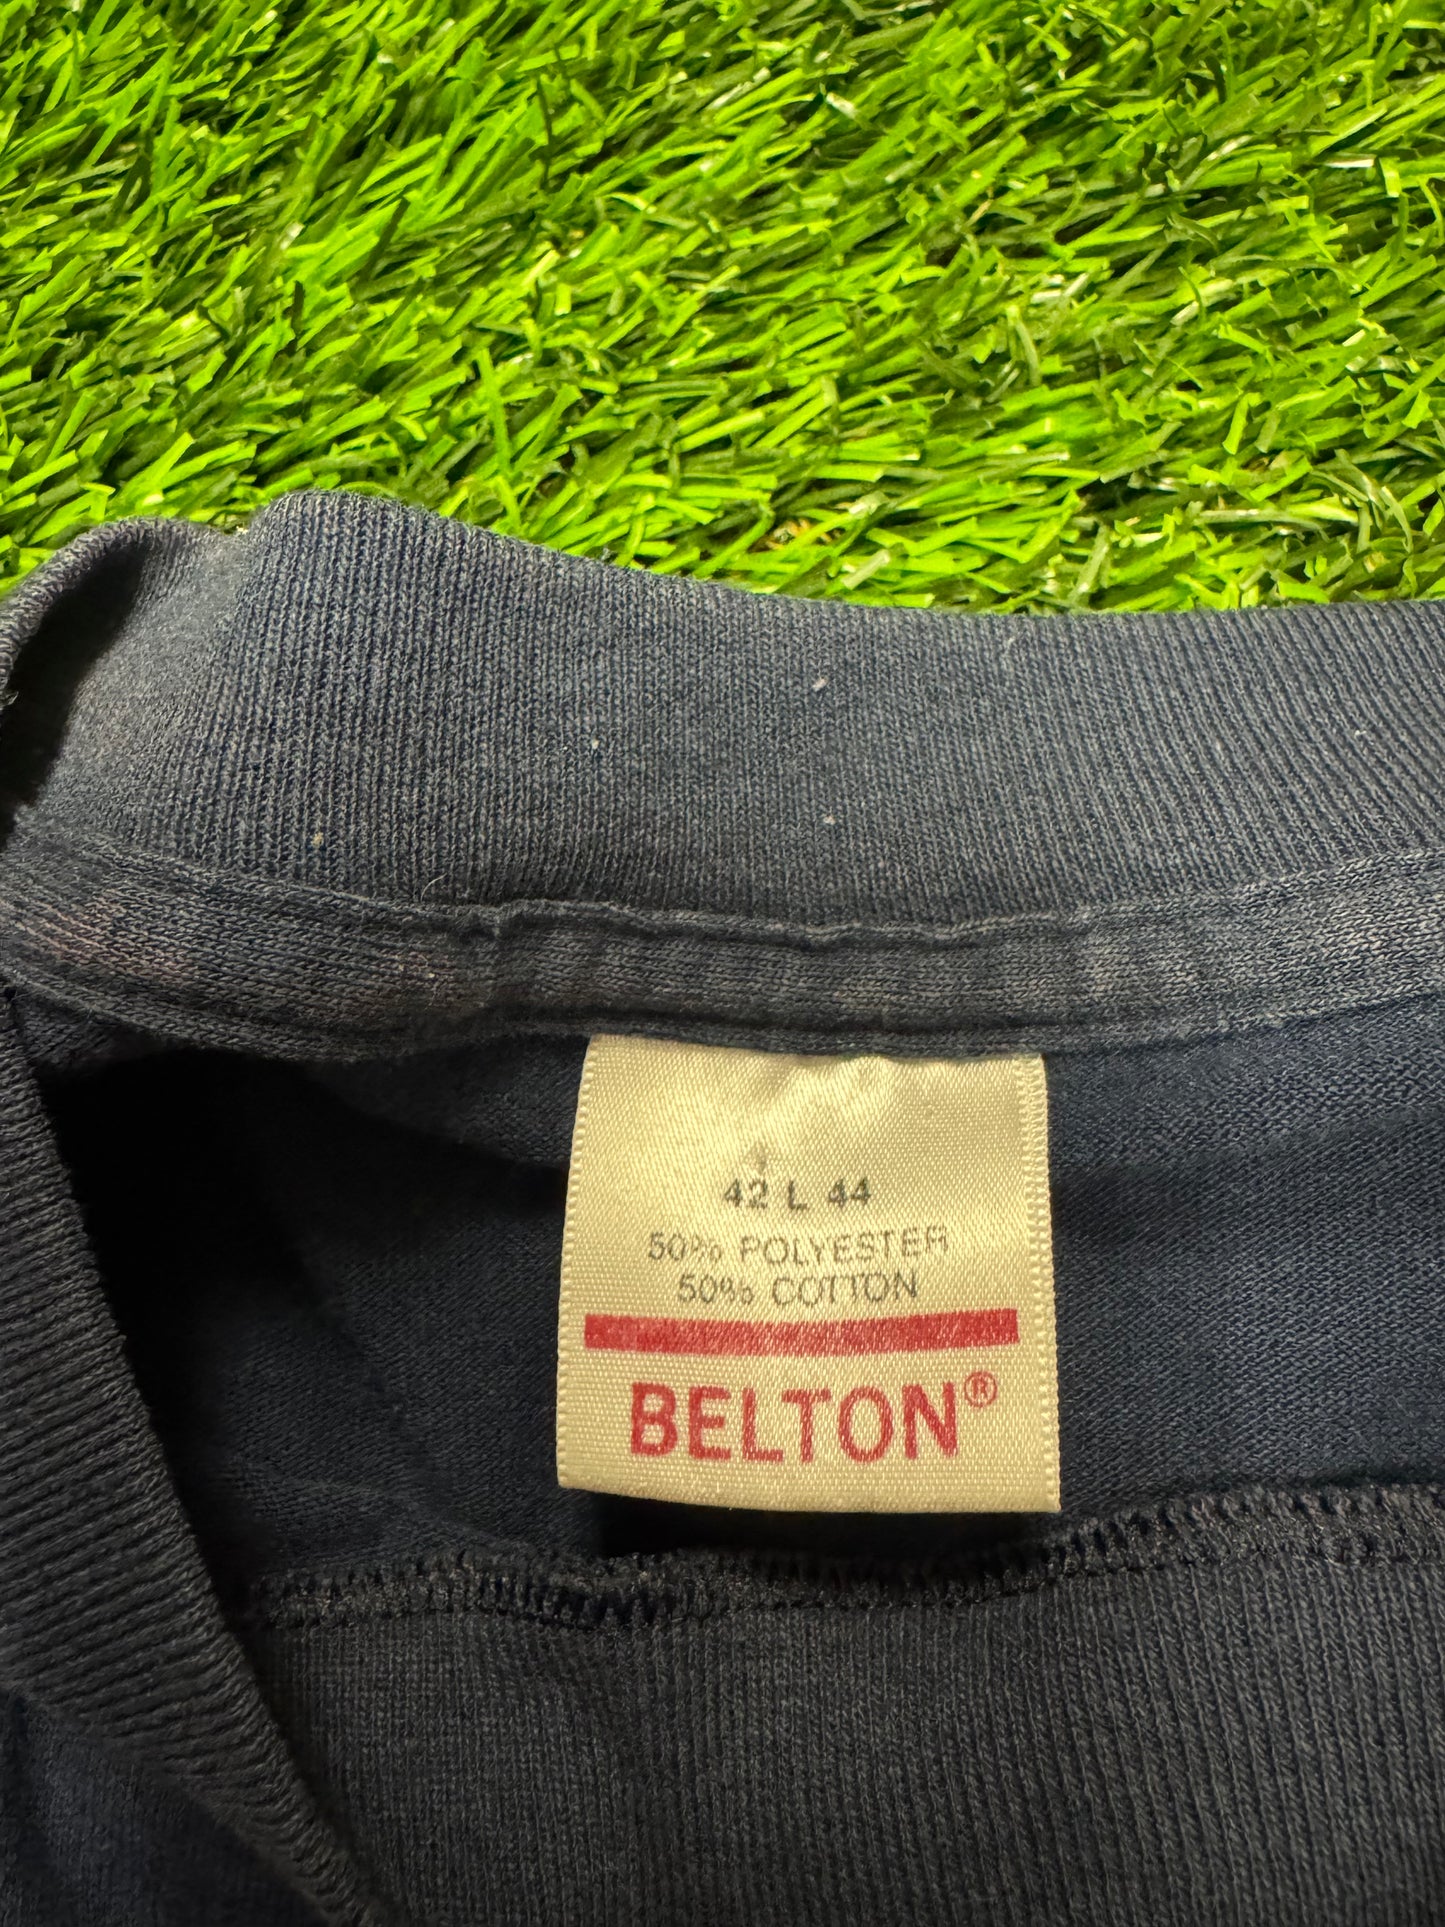 42 L 44
50% POLYESTER
50% COTTON
BELTON®